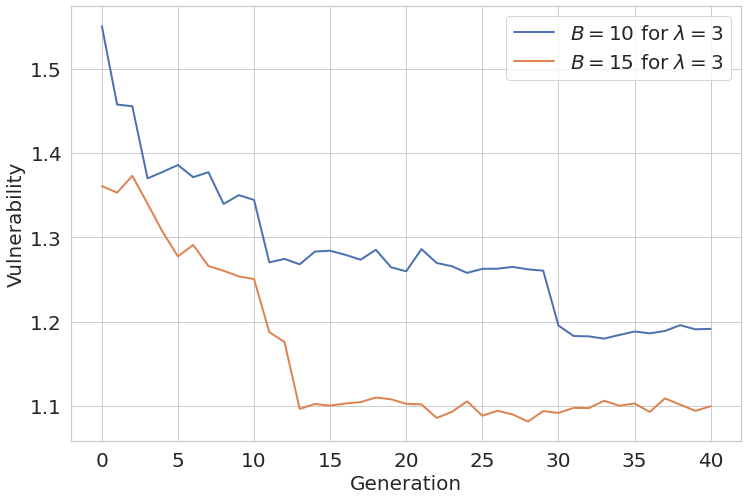 B = 10 for λ = 3
B = 15 for λ = 3
Vulnerability
1.5
1.4
1.3
1.2
1.1
0 5 10 15 20 25 30 35 40
Generation